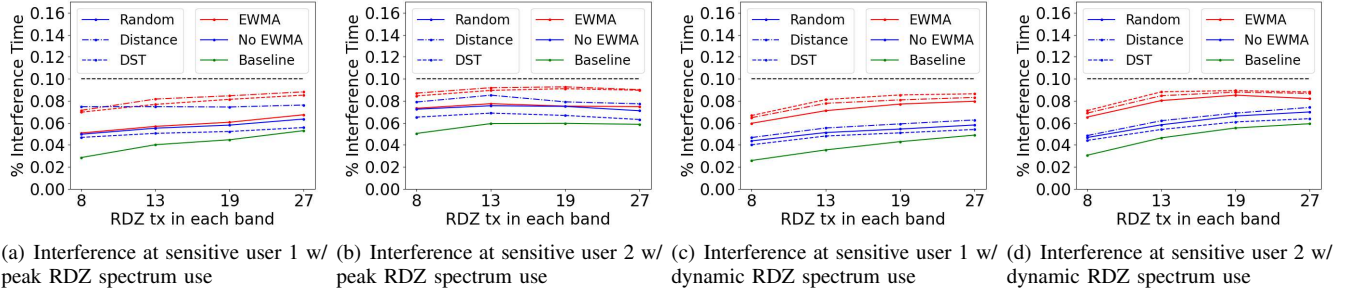 % Interference Time
0.16
0.14
0.12
0.10
0.08
0.06
0.04
0.02
0.00
Random
Distance
DST
EWMA
No EWMA
Baseline
8 13 19 27
RDZ tx in each band
(a) Interference at sensitive user 1 w/
peak RDZ spectrum use
% Interference Time
0.16
0.14
0.12
0.10
0.08
0.06
0.04
0.02
0.00
Random
Distance
DST
EWMA
No EWMA
Baseline
8 13 19 27
RDZ tx in each band
(b) Interference at sensitive user 2 w/
peak RDZ spectrum use
% Interference Time
0.16
0.14
0.12
0.10
0.08
0.06
0.04
0.02
0.00
Random
Distance
DST
EWMA
No EWMA
Baseline
8 13 19 27
RDZ tx in each band
(c) Interference at sensitive user 1 w/
dynamic RDZ spectrum use
% Interference Time
0.16
0.14
0.12
0.10
0.08
0.06
0.04
0.02
0.00
Random
Distance
DST
EWMA
No EWMA
Baseline
8 13 19 27
RDZ tx in each band
(d) Interference at sensitive user 2 w/
dynamic RDZ spectrum use